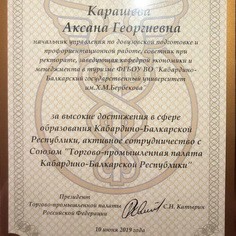 Карашева
Аксана Георгиевна
начальник управления по довузовской подготовке и
профориентационной работе, советник при
ректорате, заведующая кафедрой экономики и
менеджмента в туризме ФГБОУ ВО "Кабардино-
Балкарский государственный университет
им.Х.М.Бербекова"
за высокие достижения в сфере
образования Кабардино-Балкарской
Республики, активное сотрудничество с
Союзом "Торгово-промышленная палата
Кабардино-Балкарской Республики"
Президент
Торгово-промышленной палаты
Российской Федерации
С.Н. Катырин
10 июня 2019 года